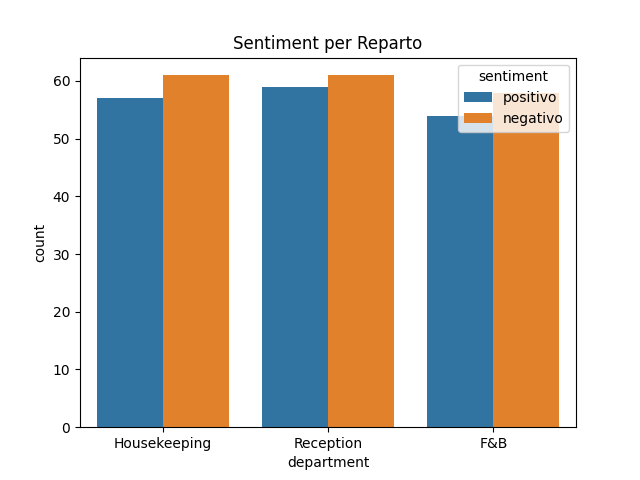 Sentiment per Reparto
sentiment
positivo
negativo
count
60
50
40
30
20
10
0
Housekeeping
Reception
F&B
department